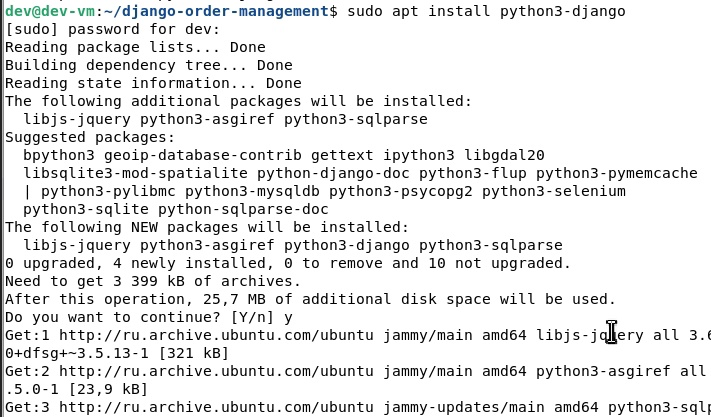 dev@dev-vm:~/django-order-management$ sudo apt install python3-django
[sudo] password for dev:
Reading package lists... Done
Building dependency tree... Done
Reading state information... Done
The following additional packages will be installed:
  libjs-jquery python3-asgiref python3-sqlparse
Suggested packages:
  bpython3 geoip-database-contrib gettext ipython3 libgdal20
  libsqlite3-mod-spatialite python-django-doc python3-flup python3-pymemcache
  | python3-pylibmc python3-mysqldb python3-psycopg2 python3-selenium
  python3-sqlite python-sqlparse-doc
The following NEW packages will be installed:
  libjs-jquery python3-asgiref python3-django python3-sqlparse
0 upgraded, 4 newly installed, 0 to remove and 10 not upgraded.
Need to get 3 399 kB of archives.
After this operation, 25,7 MB of additional disk space will be used.
Do you want to continue? [Y/n] y
Get:1 http://ru.archive.ubuntu.com/ubuntu jammy/main amd64 libjs-jquery all 3.6
0+dfsg+~3.5.13-1 [321 kB]
Get:2 http://ru.archive.ubuntu.com/ubuntu jammy/main amd64 python3-asgiref all
.5.0-1 [23,9 kB]
Get:3 http://ru.archive.ubuntu.com/ubuntu jammy-updates/main amd64 python3-sqlp